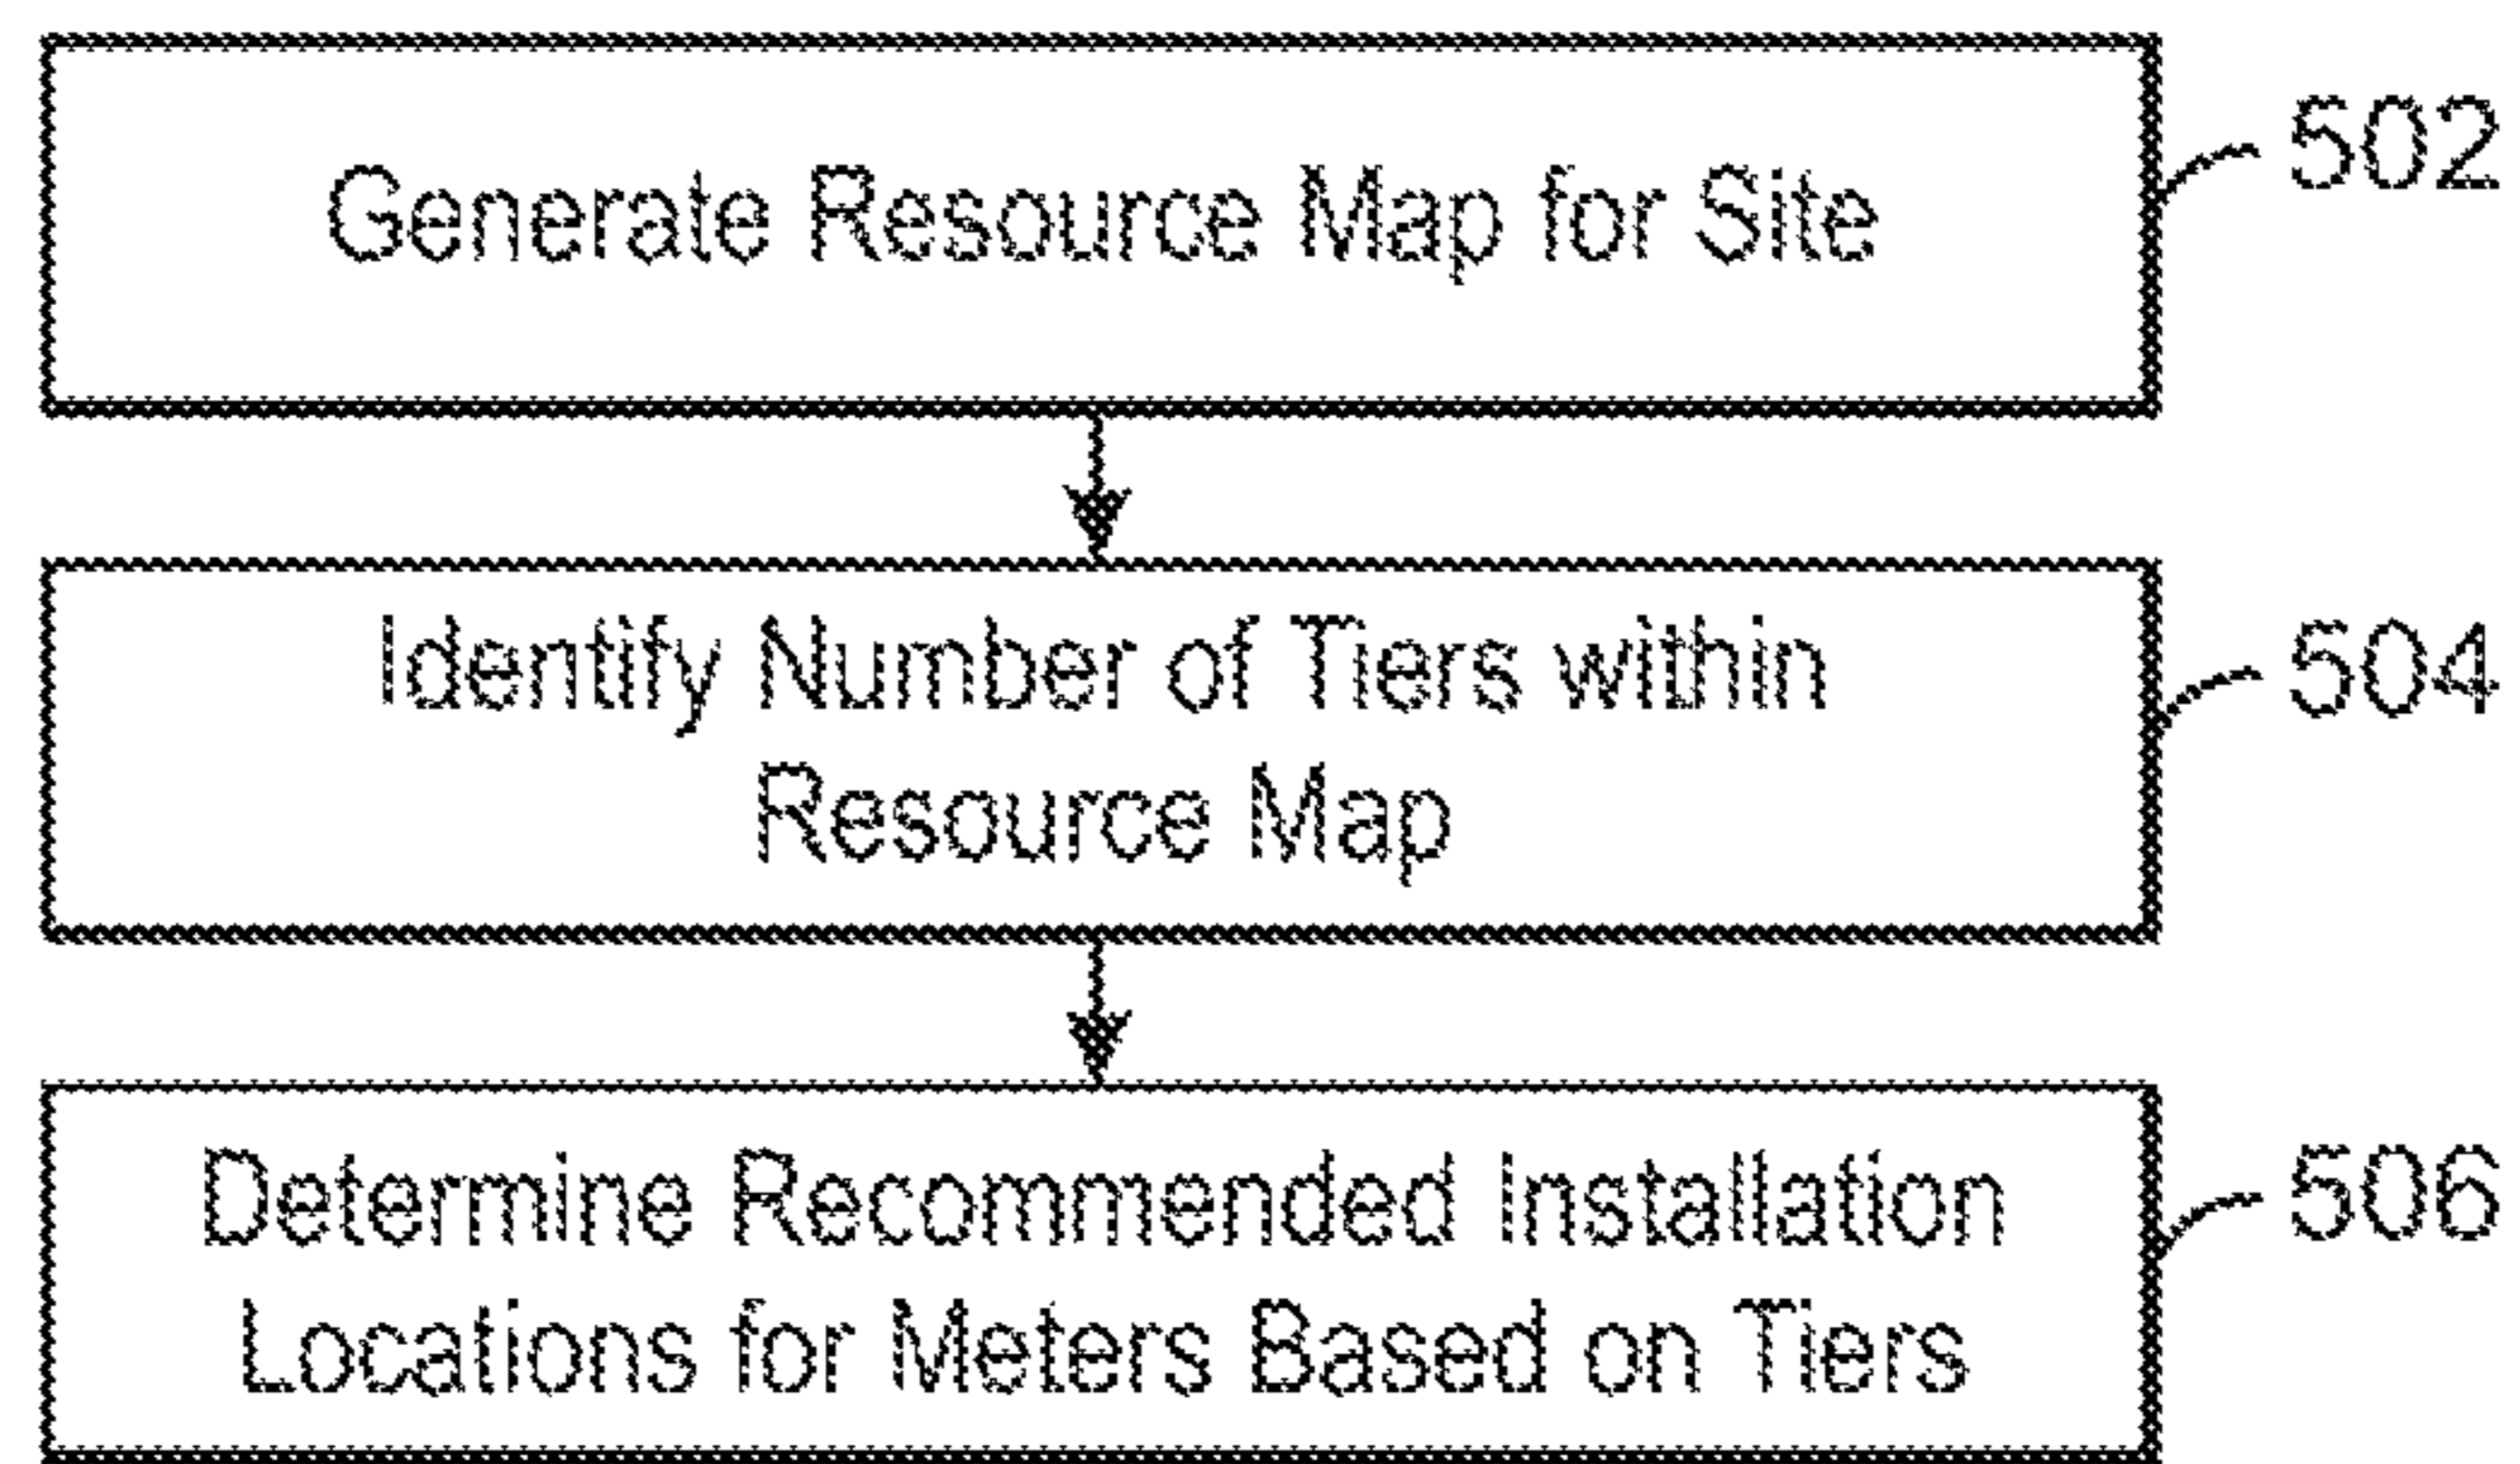 Generate Resource Map for Site
502
Identify Number of Tiers within
Resource Map
504
Determine Recommended Installation
Locations for Meters Based on Tiers
506